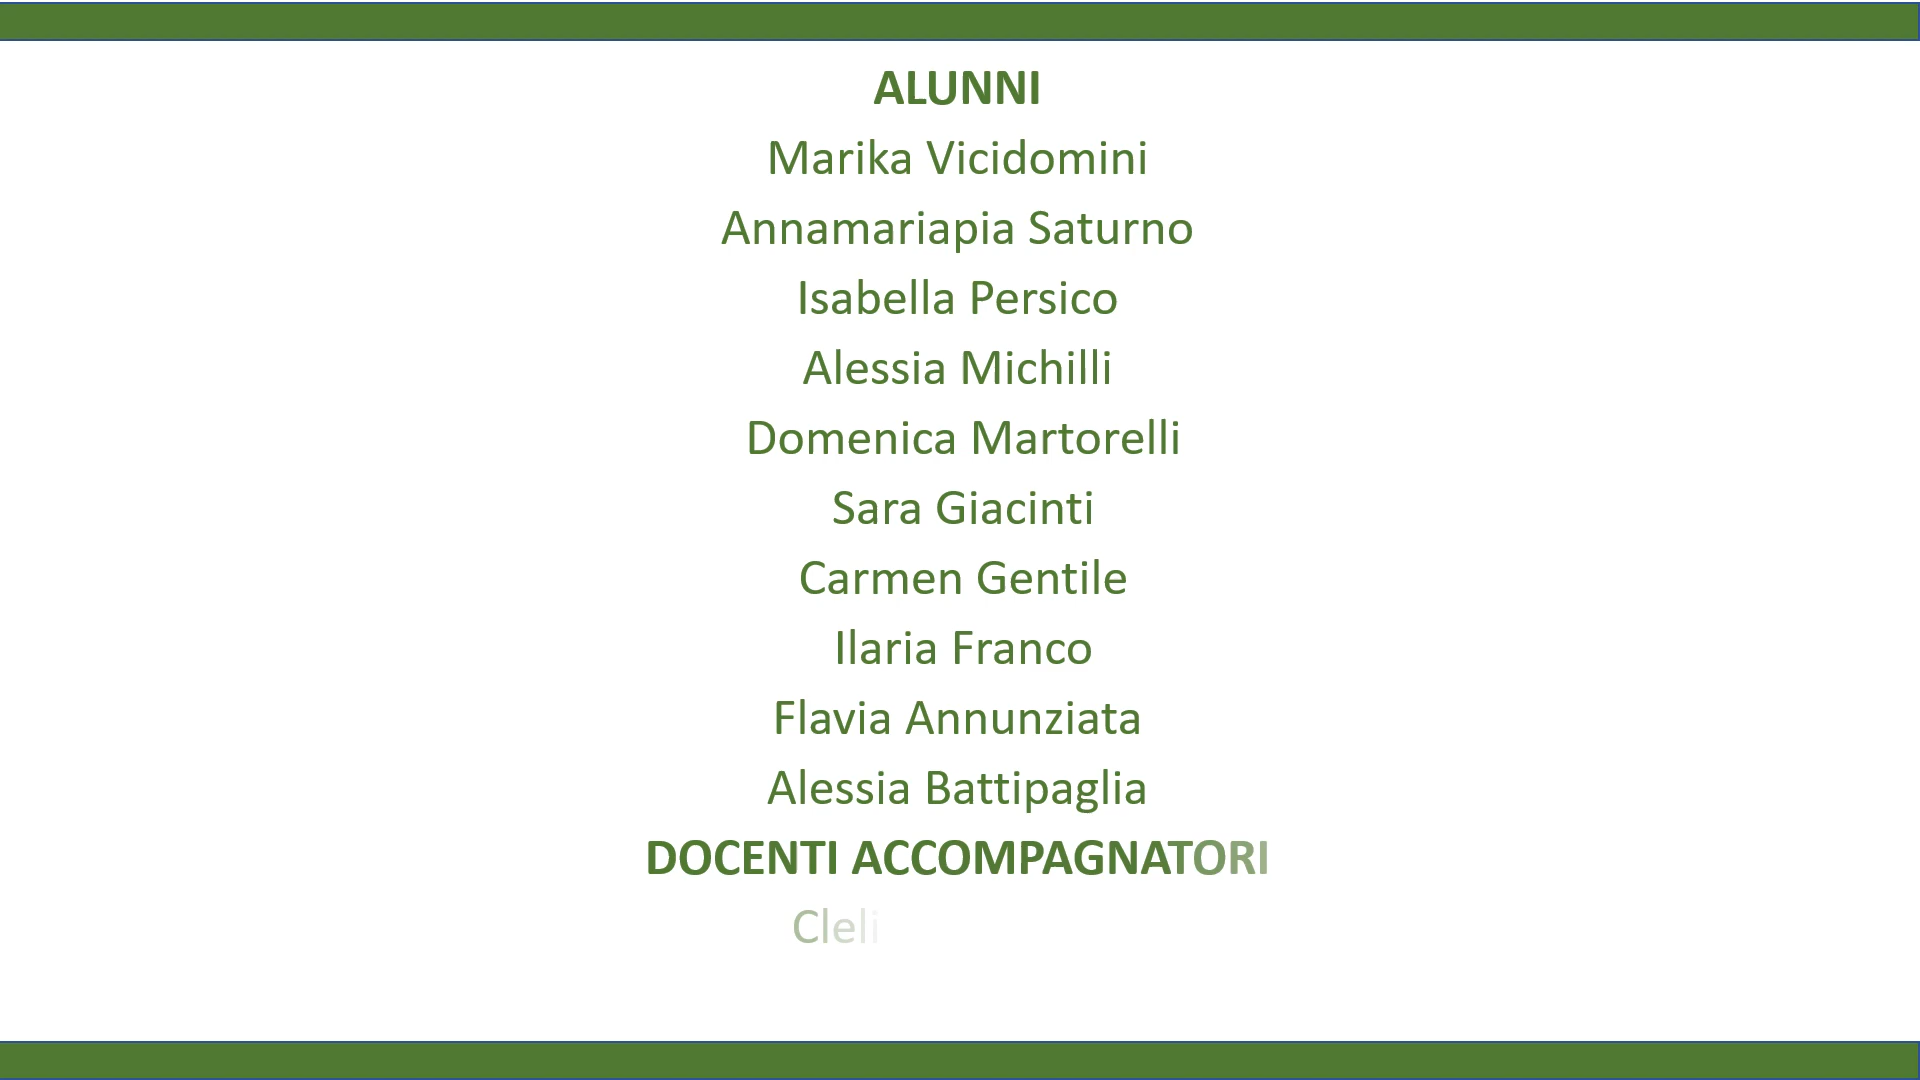 ALUNNI
Marika Vicidomini
Annamariapia Saturno
Isabella Persico
Alessia Michilli
Domenica Martorelli
Sara Giacinti
Carmen Gentile
Ilaria Franco
Flavia Annunziata
Alessia Battipaglia
DOCENTI ACCOMPAGNATORI
Cleli